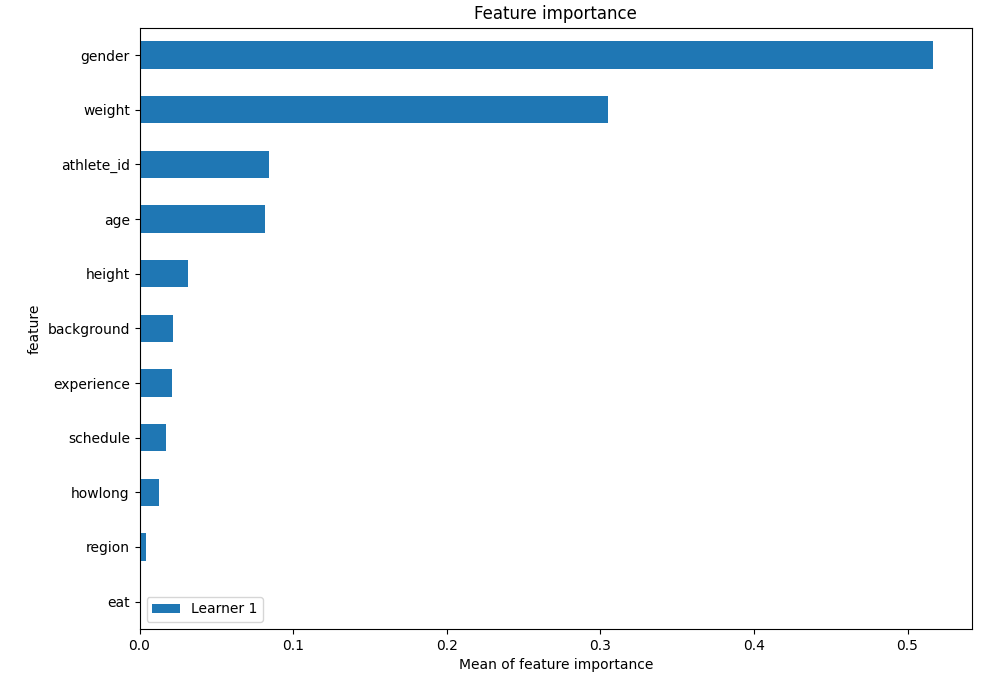 Feature importance
gender
weight
athlete_id
age
height
background
experience
schedule
howlong
region
eat
feature
Learner 1
0.0 0.1 0.2 0.3 0.4 0.5
Mean of feature importance